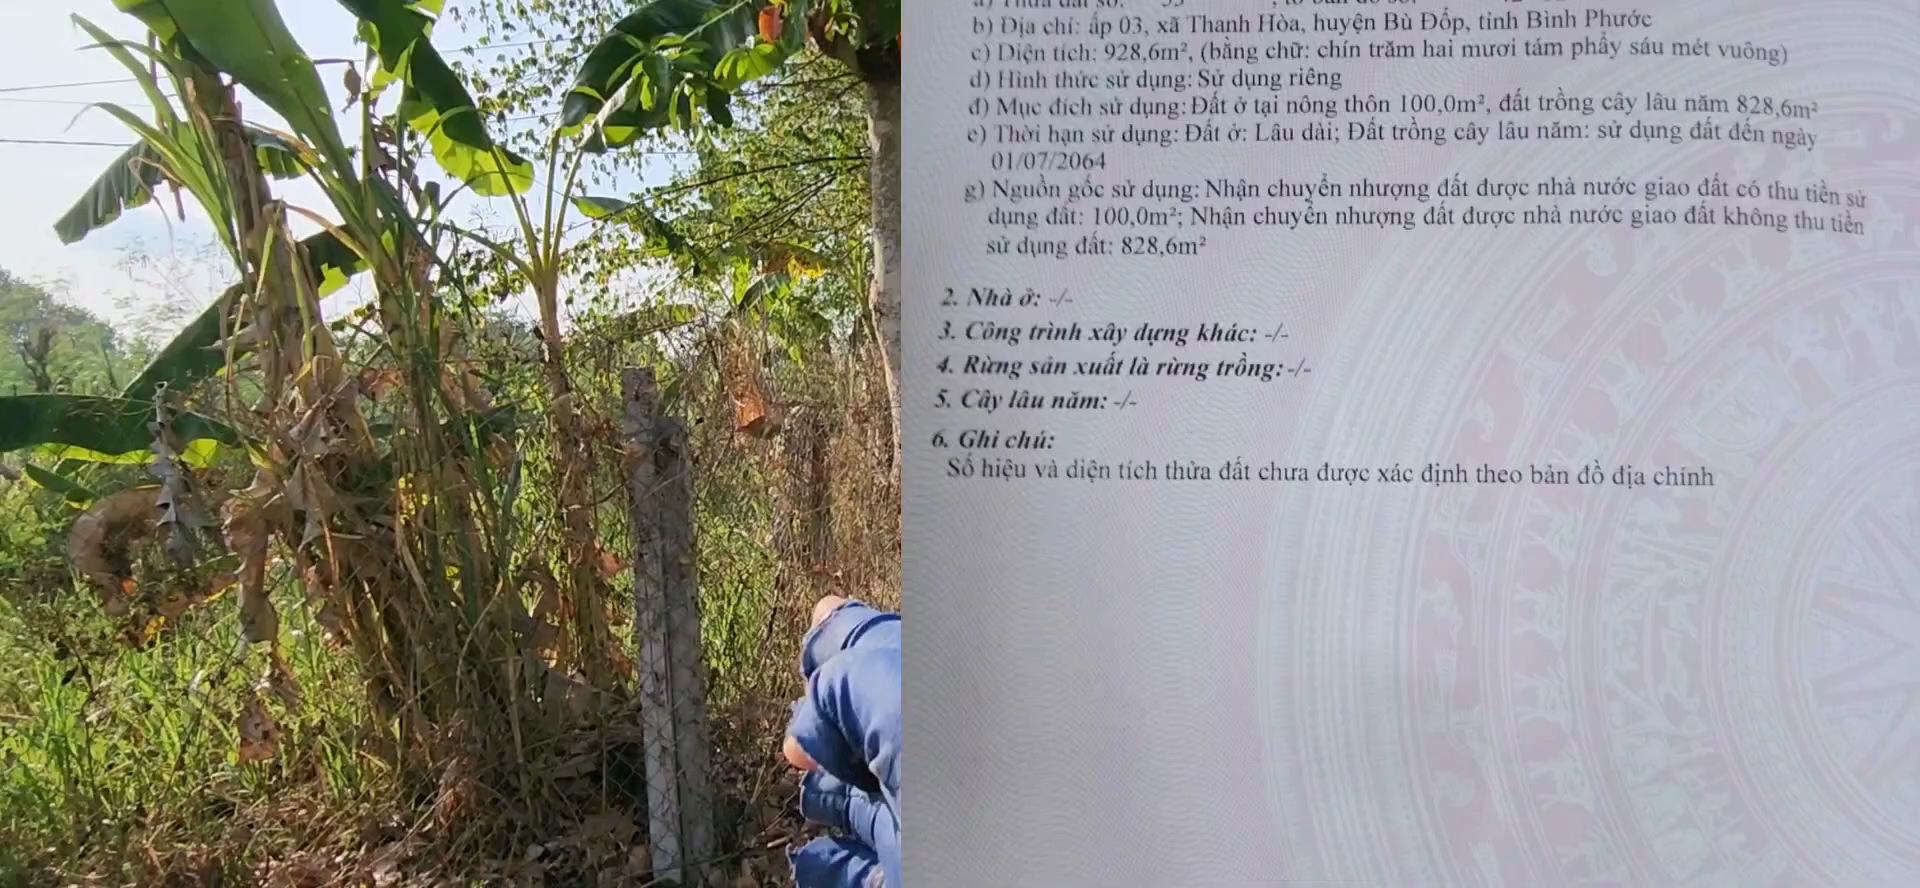 b) Địa chỉ: ấp 03, xã Thanh Hòa, huyện Bù Đốp, tỉnh Bình Phước
c) Diện tích: 928,6m², (bằng chữ: chín trăm hai mươi tám phẩy sáu mét vuông)
d) Hình thức sử dụng: Sử dụng riêng
đ) Mục đích sử dụng: Đất ở tại nông thôn 100,0m², đất trồng cây lâu năm 828,6m²
e) Thời hạn sử dụng: Đất ở: Lâu dài; Đất trồng cây lâu năm: sử dụng đất đến ngày
01/07/2064
g) Nguồn gốc sử dụng: Nhận chuyển nhượng đất được nhà nước giao đất có thu tiền sử
dụng đất: 100,0m²; Nhận chuyển nhượng đất được nhà nước giao đất không thu tiền
sử dụng đất: 828,6m²
2. Nhà ở: -/-
3. Công trình xây dựng khác: -/-
4. Rừng sản xuất là rừng trồng: -/-
5. Cây lâu năm: -/-
6. Ghi chú:
Số hiệu và diện tích thửa đất chưa được xác định theo bản đồ địa chính